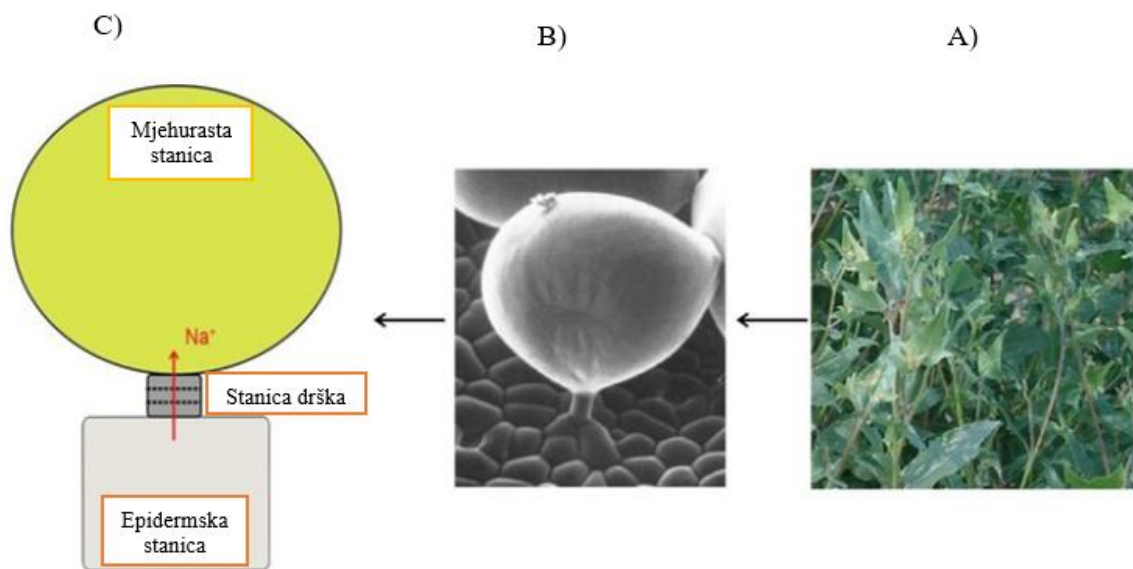 C)
B)
A)
Mjehurasta
stanica
Na⁺
Stanica drška
Epidermska
stanica